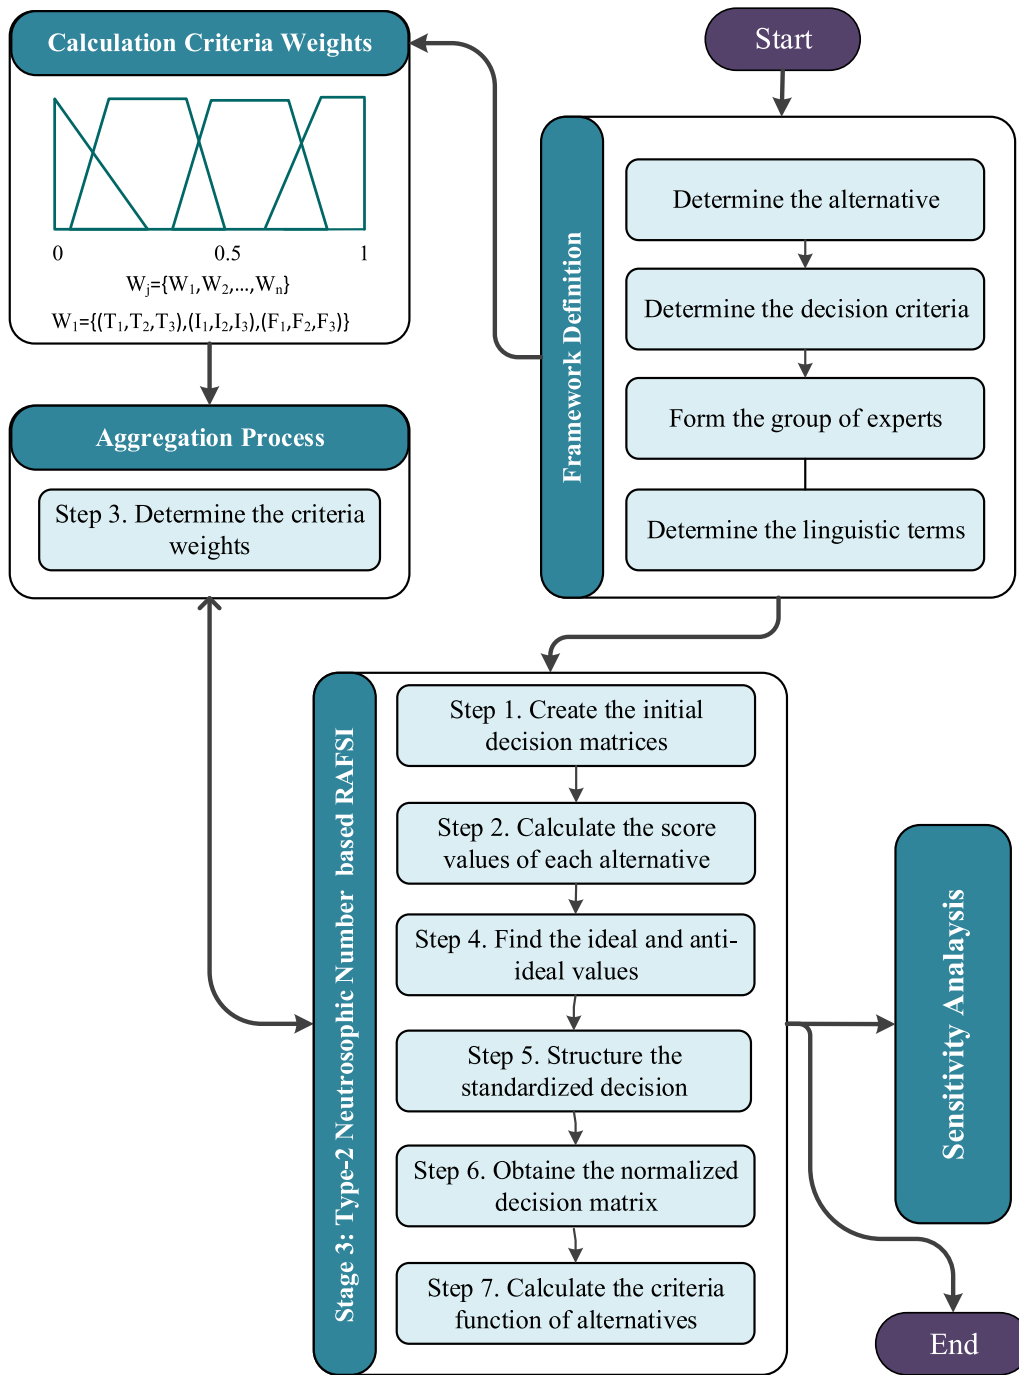 Start
Framework Definition
Determine the alternative
Determine the decision criteria
Form the group of experts
Determine the linguistic terms
Calculation Criteria Weights
0 0.5 1
Wj={W1,W2,...,Wn}
W1={(T1,T2,T3),(I1,I2,I3),(F1,F2,F3)}
Aggregation Process
Step 3. Determine the criteria
weights
Stage 3: Type-2 Neutrosophic Number based RAFSI
Step 1. Create the initial
decision matrices
Step 2. Calculate the score
values of each alternative
Step 4. Find the ideal and anti-
ideal values
Step 5. Structure the
standardized decision
Step 6. Obtaine the normalized
decision matrix
Step 7. Calculate the criteria
function of alternatives
Sensitivity Analaysis
End